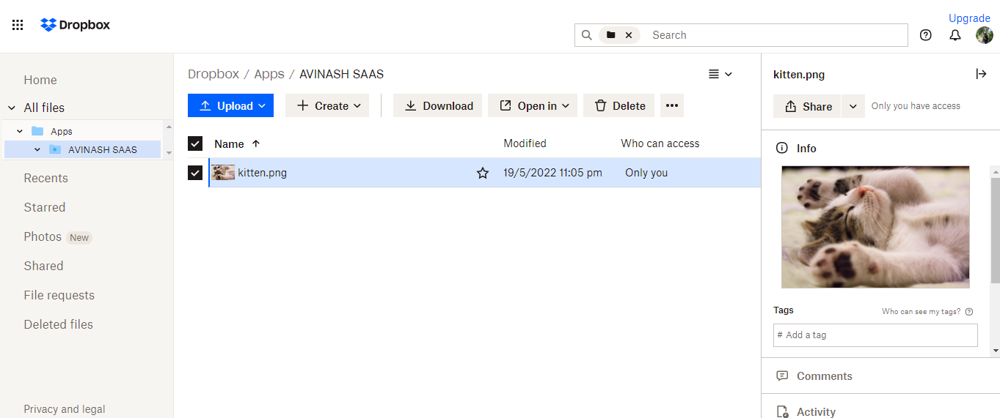 Dropbox
Upgrade
Search
Home
All files
Apps
AVINASH SAAS
Recents
Starred
Photos New
Shared
File requests
Deleted files
Privacy and legal
Dropbox / Apps / AVINASH SAAS
Upload
Create
Download
Open in
Delete
Name
Modified
Who can access
kitten.png
19/5/2022 11:05 pm
Only you
kitten.png
Share
Only you have access
Info
Tags
Who can see my tags?
# Add a tag
Comments
Activity